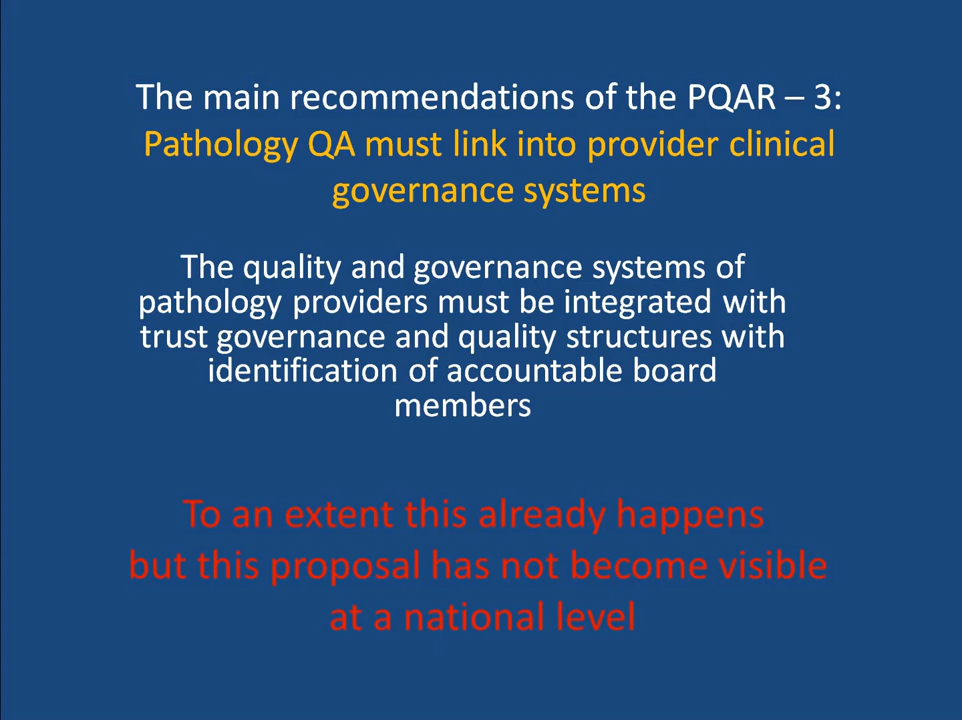 The main recommendations of the PQAR – 3:
Pathology QA must link into provider clinical
governance systems
The quality and governance systems of
pathology providers must be integrated with
trust governance and quality structures with
identification of accountable board
members
To an extent this already happens
but this proposal has not become visible
at a national level